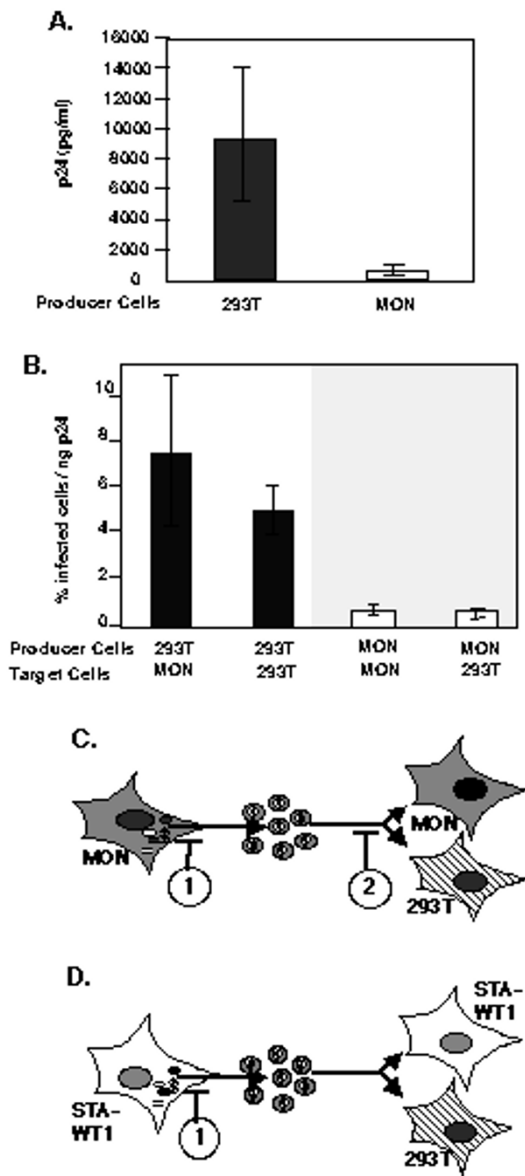 A.
16000
14000
12000
10000
8000
6000
4000
2000
0
p24 (pg/ml)
Producer Cells 293T MON
B.
10
8
6
4
2
0
% infected cells / ng p24
Producer Cells 293T 293T MON MON
Target Cells MON 293T MON 293T
C.
MON
1
2
MON
293T
D.
STA-
WT1
1
STA-
WT1
293T